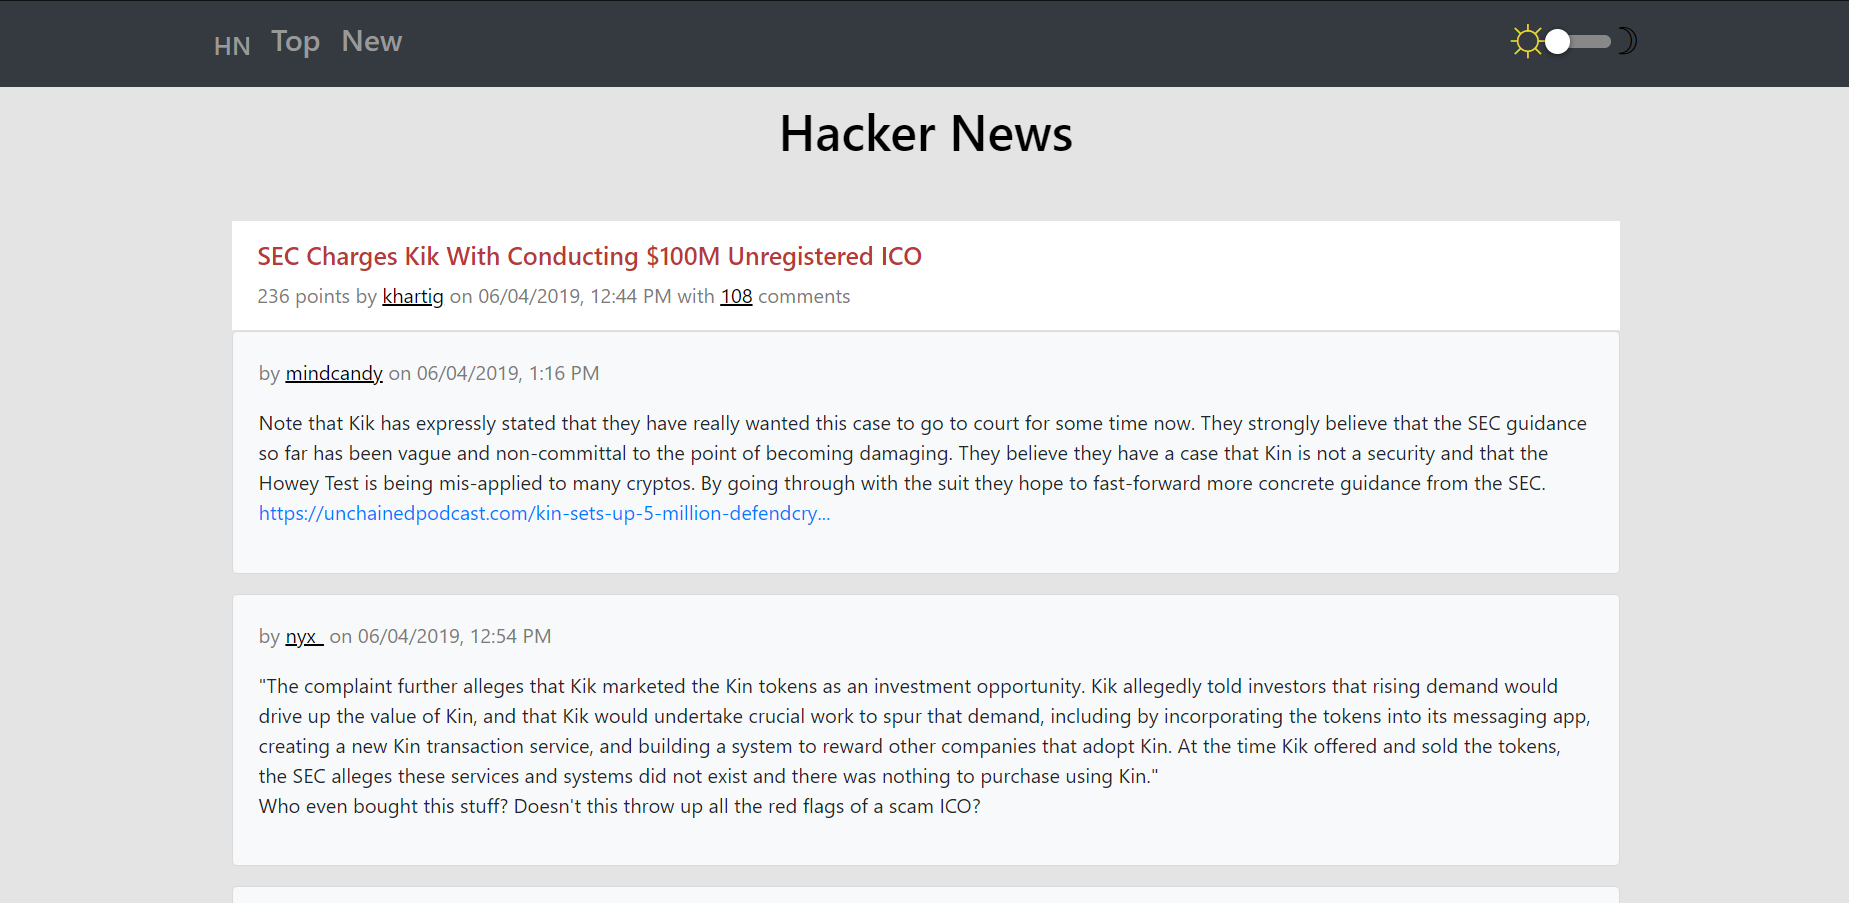 HN Top New
Hacker News
SEC Charges Kik With Conducting $100M Unregistered ICO
236 points by khartig on 06/04/2019, 12:44 PM with 108 comments
by mindcandy on 06/04/2019, 1:16 PM
Note that Kik has expressly stated that they have really wanted this case to go to court for some time now. They strongly believe that the SEC guidance
so far has been vague and non-committal to the point of becoming damaging. They believe they have a case that Kin is not a security and that the
Howey Test is being mis-applied to many cryptos. By going through with the suit they hope to fast-forward more concrete guidance from the SEC.
https://unchainedpodcast.com/kin-sets-up-5-million-defendcry...
by nyx_ on 06/04/2019, 12:54 PM
"The complaint further alleges that Kik marketed the Kin tokens as an investment opportunity. Kik allegedly told investors that rising demand would
drive up the value of Kin, and that Kik would undertake crucial work to spur that demand, including by incorporating the tokens into its messaging app,
creating a new Kin transaction service, and building a system to reward other companies that adopt Kin. At the time Kik offered and sold the tokens,
the SEC alleges these services and systems did not exist and there was nothing to purchase using Kin."
Who even bought this stuff? Doesn't this throw up all the red flags of a scam ICO?